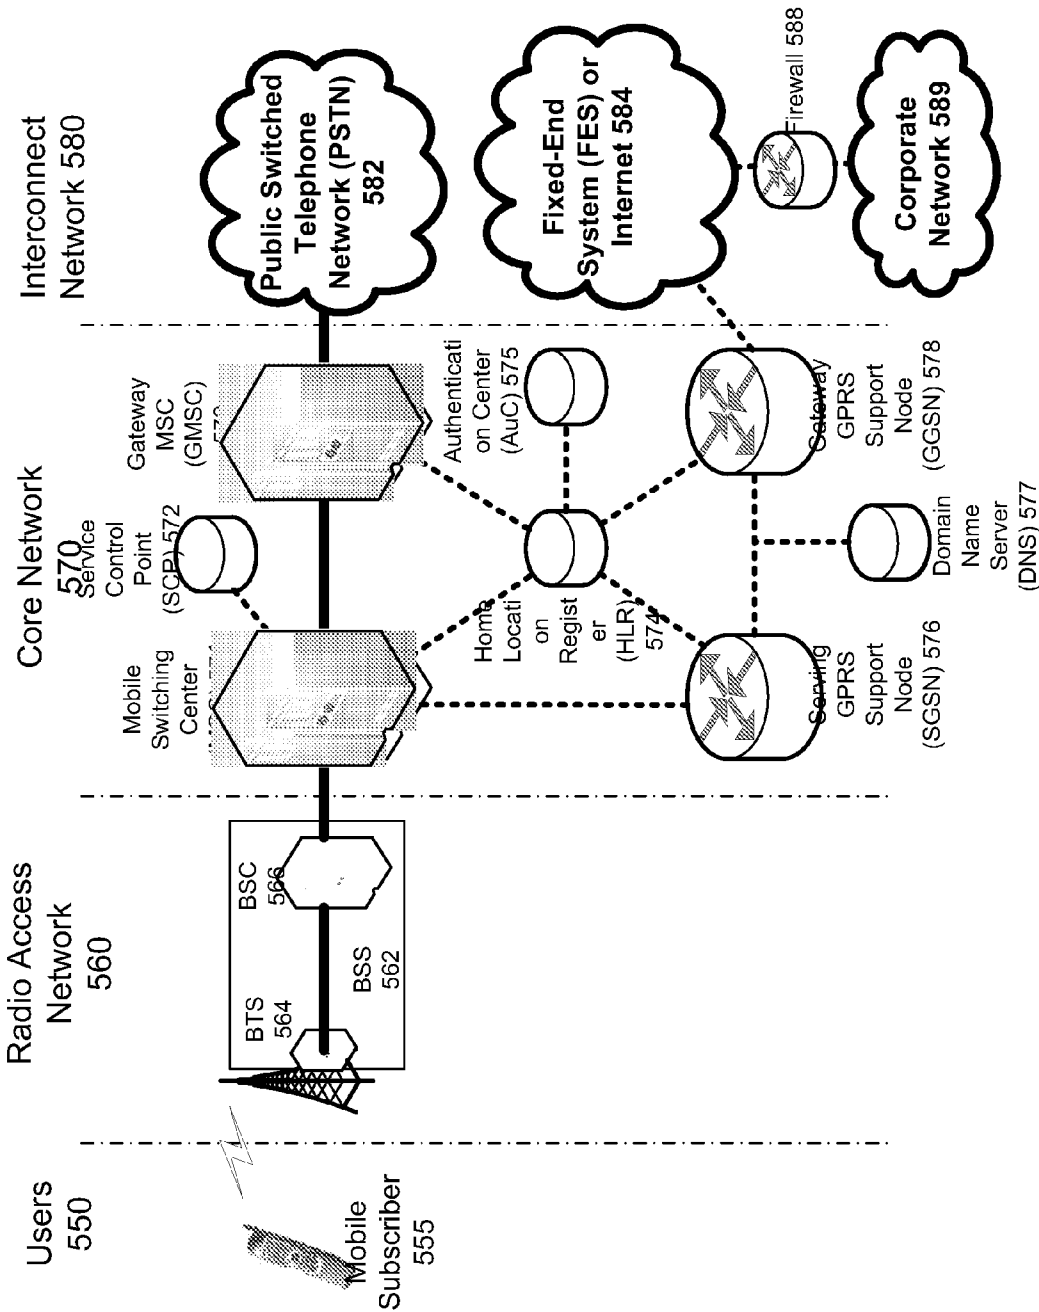 Users
550
Radio Access
Network
560
Core Network
570
Interconnect
Network 580
Mobile
Subscriber
555
BTS
564
BSC
566
BSS
562
Mobile
Switching
Center
Service
Control
Point
(SCP) 572
Gateway
MSC
(GMSC)
Public Switched
Telephone
Network (PSTN)
582
Home
Locati
on
Regist
er
(HLR)
574
Authenticati
on Center
(AuC) 575
Fixed-End
System (FES) or
Internet 584
Firewall 588
Serving
GPRS
Support
Node
(SGSN) 576
Gateway
GPRS
Support
Node
(GGSN) 578
Domain
Name
Server
(DNS) 577
Corporate
Network 589